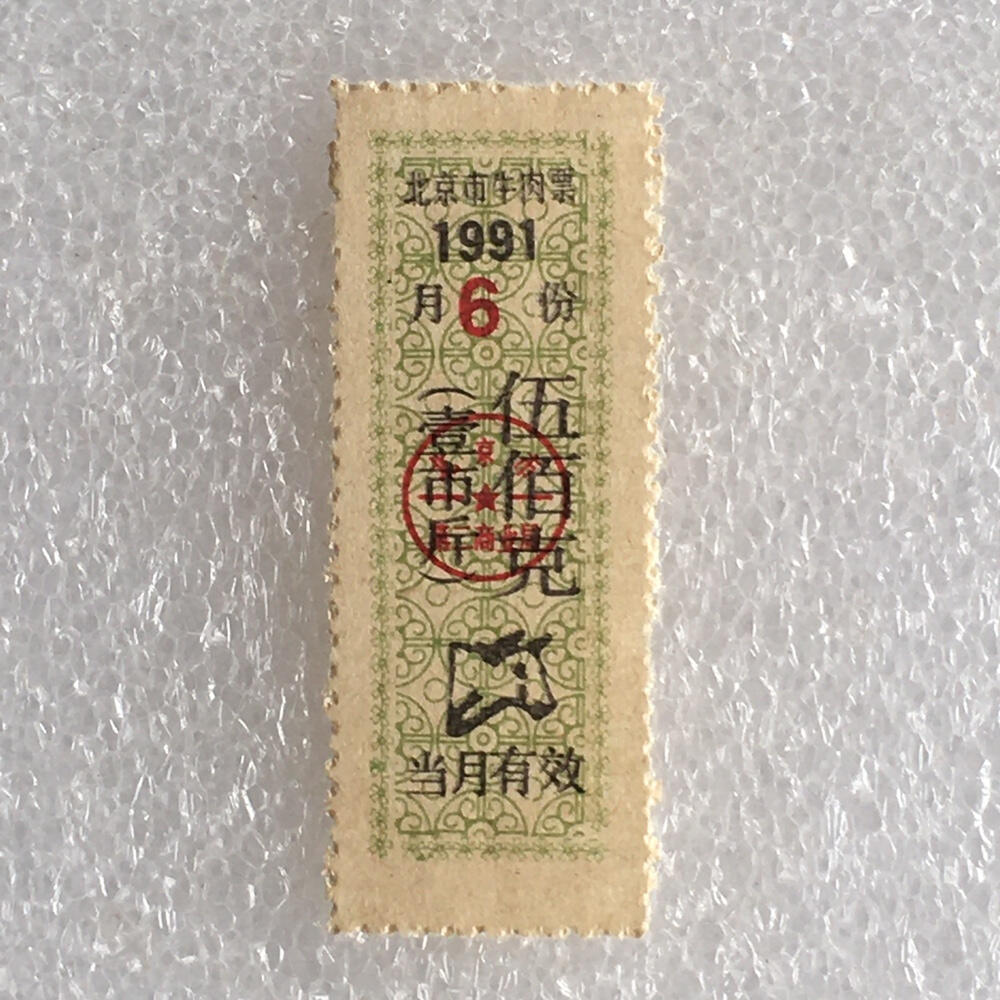 北京市牛肉票
1991
月6份
伍佰克
（壹市斤）
当月有效